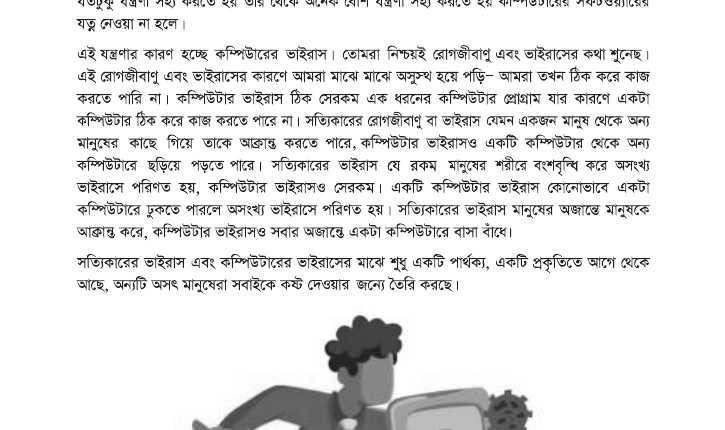 যতটুকু যন্ত্রণা সহ্য করতে হয় তার থেকে অনেক বেশি যন্ত্রণা সহ্য করতে হয় কম্পিউটারের সফটওয়্যারের
যত্ন নেওয়া না হলে।
এই যন্ত্রণার কারণ হচ্ছে কম্পিউটারের ভাইরাস। তোমরা নিশ্চয়ই রোগজীবাণু এবং ভাইরাসের কথা শুনেছ।
এই রোগজীবাণু এবং ভাইরাসের কারণে আমরা মাঝে মাঝে অসুস্থ হয়ে পড়ি– আমরা তখন ঠিক করে কাজ
করতে পারি না। কম্পিউটার ভাইরাস ঠিক সেরকম এক ধরনের কম্পিউটার প্রোগ্রাম যার কারণে একটা
কম্পিউটার ঠিক করে কাজ করতে পারে না। সত্যিকারের রোগজীবাণু বা ভাইরাস যেমন একজন মানুষ থেকে অন্য
মানুষের কাছে গিয়ে তাকে আক্রান্ত করতে পারে, কম্পিউটার ভাইরাসও একটি কম্পিউটার থেকে অন্য
কম্পিউটারে ছড়িয়ে পড়তে পারে। সত্যিকারের ভাইরাস যে রকম মানুষের শরীরে বংশবৃদ্ধি করে অসংখ্য
ভাইরাসে পরিণত হয়, কম্পিউটার ভাইরাসও সেরকম। একটি কম্পিউটার ভাইরাস কোনোভাবে একটা
কম্পিউটারে ঢুকতে পারলে অসংখ্য ভাইরাসে পরিণত হয়। সত্যিকারের ভাইরাস মানুষের অজান্তে মানুষকে
আক্রান্ত করে, কম্পিউটার ভাইরাসও সবার অজান্তে একটা কম্পিউটারে বাসা বাঁধে।
সত্যিকারের ভাইরাস এবং কম্পিউটারের ভাইরাসের মাঝে শুধু একটি পার্থক্য, একটি প্রকৃতিতে আগে থেকে
আছে, অন্যটি অসৎ মানুষেরা সবাইকে কষ্ট দেওয়ার জন্যে তৈরি করছে।